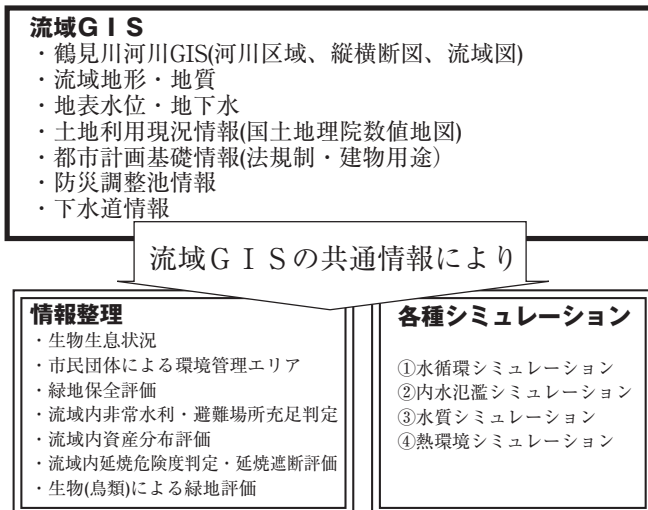 流域ＧＩＳ
・鶴見川河川GIS(河川区域、縦横断図、流域図)
・流域地形・地質
・地表水位・地下水
・土地利用現況情報(国土地理院数値地図)
・都市計画基礎情報(法規制・建物用途）
・防災調整池情報
・下水道情報
流域ＧＩＳの共通情報により
情報整理
・生物生息状況
・市民団体による環境管理エリア
・緑地保全評価
・流域内非常水利・避難場所充足判定
・流域内資産分布評価
・流域内延焼危険度判定・延焼遮断評価
・生物(鳥類)による緑地評価
各種シミュレーション
①水循環シミュレーション
②内水氾濫シミュレーション
③水質シミュレーション
④熱環境シミュレーション